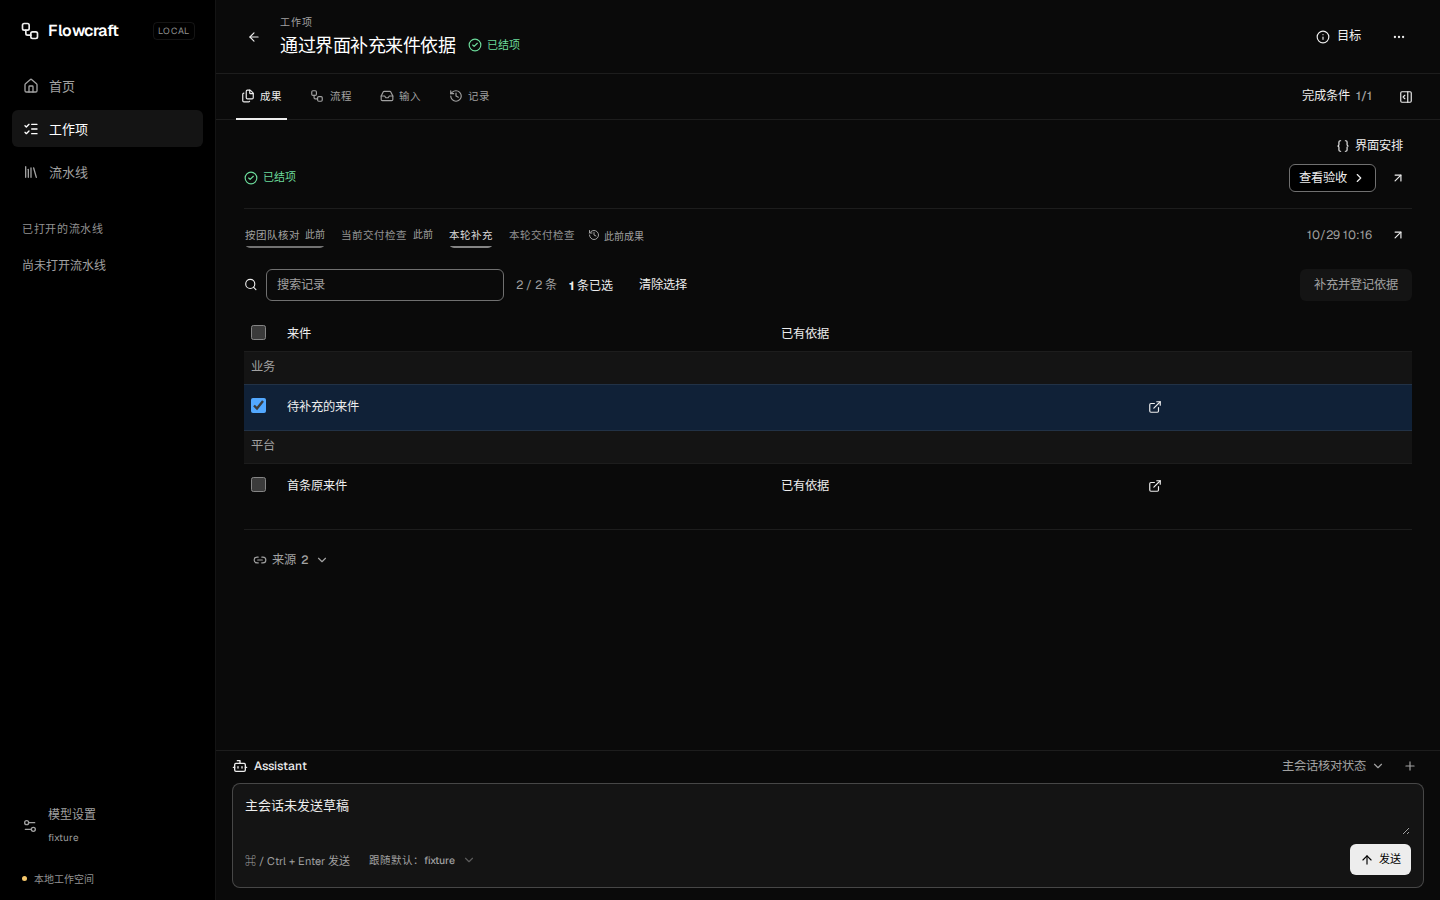 Flowcraft LOCAL
首页
工作项
流水线
已打开的流水线
尚未打开流水线
模型设置
fixture
本地工作空间
工作项
通过界面补充来件依据 已结项
目标
成果 流程 输入 记录
完成条件 1/1
{ } 界面安排
已结项
查看验收
按团队核对 此前 当前交付检查 此前 本轮补充 本轮交付检查 此前成果
10/29 10:16
搜索记录 2 / 2 条 1 条已选 清除选择 补充并登记依据
来件 已有依据
业务
待补充的来件
平台
首条原来件 已有依据
来源 2
Assistant
主会话核对状态
主会话未发送草稿
⌘ / Ctrl + Enter 发送 跟随默认：fixture
发送